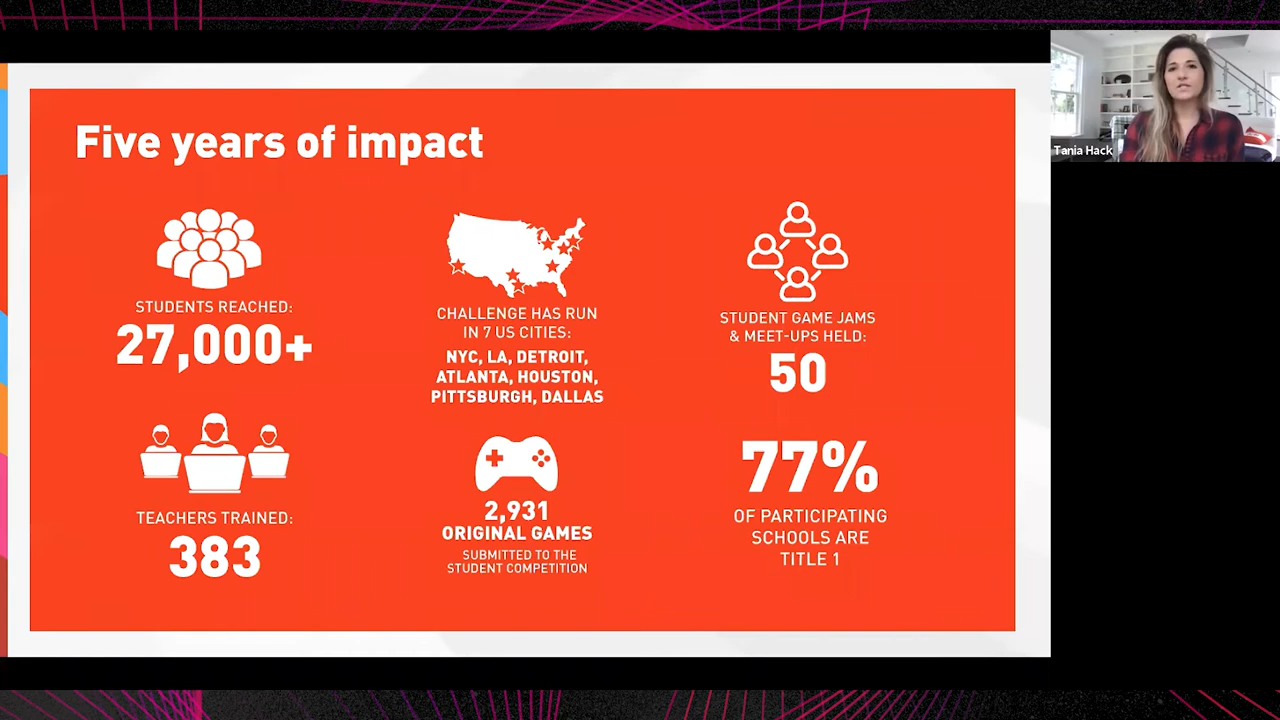 Five years of impact
STUDENTS REACHED:
27,000+
CHALLENGE HAS RUN
IN 7 US CITIES:
NYC, LA, DETROIT,
ATLANTA, HOUSTON,
PITTSBURGH, DALLAS
STUDENT GAME JAMS
& MEET-UPS HELD:
50
TEACHERS TRAINED:
383
2,931
ORIGINAL GAMES
SUBMITTED TO THE
STUDENT COMPETITION
77%
OF PARTICIPATING
SCHOOLS ARE
TITLE 1
Tania Hack